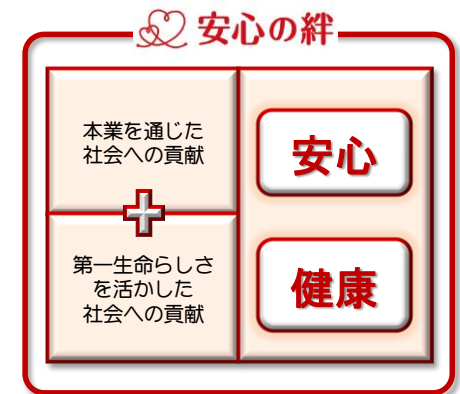 安心の絆
本業を通じた
社会への貢献
第一生命らしさ
を活かした
社会への貢献
安心
健康